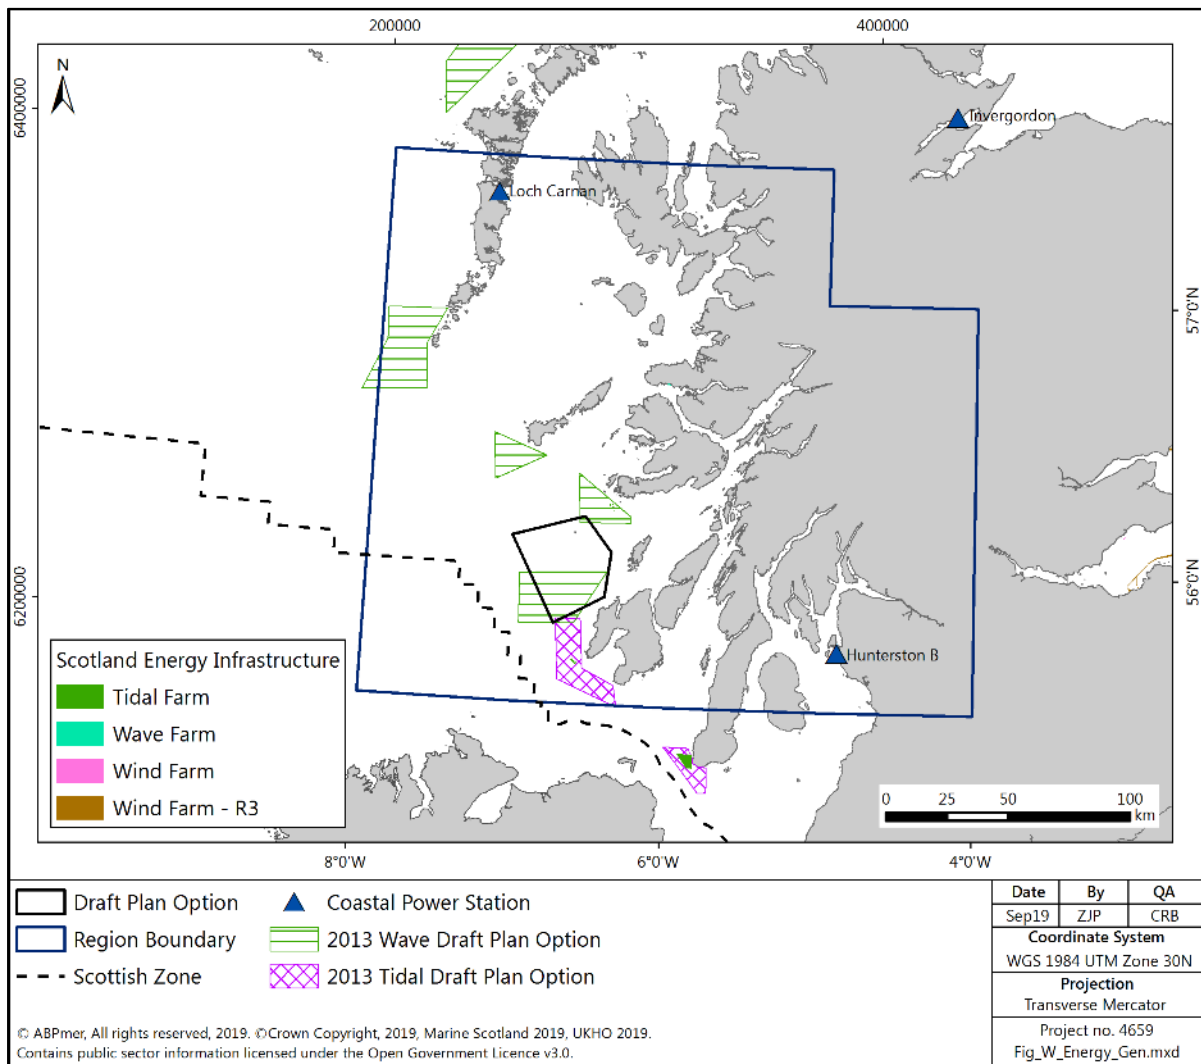 200000
400000
N
6400000
Invergordon
Loch Carnan
57°0'N
6200000
56°0'N
Hunterston B
Scotland Energy Infrastructure
Tidal Farm
Wave Farm
Wind Farm
Wind Farm - R3
0 25 50 100
km
8°0'W
6°0'W
4°0'W
Draft Plan Option
Coastal Power Station
Region Boundary
2013 Wave Draft Plan Option
Scottish Zone
2013 Tidal Draft Plan Option
Date By QA
Sep19 ZJP CRB
Coordinate System
WGS 1984 UTM Zone 30N
Projection
Transverse Mercator
Project no. 4659
Fig_W_Energy_Gen.mxd
© ABPmer, All rights reserved, 2019. ©Crown Copyright, 2019, Marine Scotland 2019, UKHO 2019.
Contains public sector information licensed under the Open Government Licence v3.0.